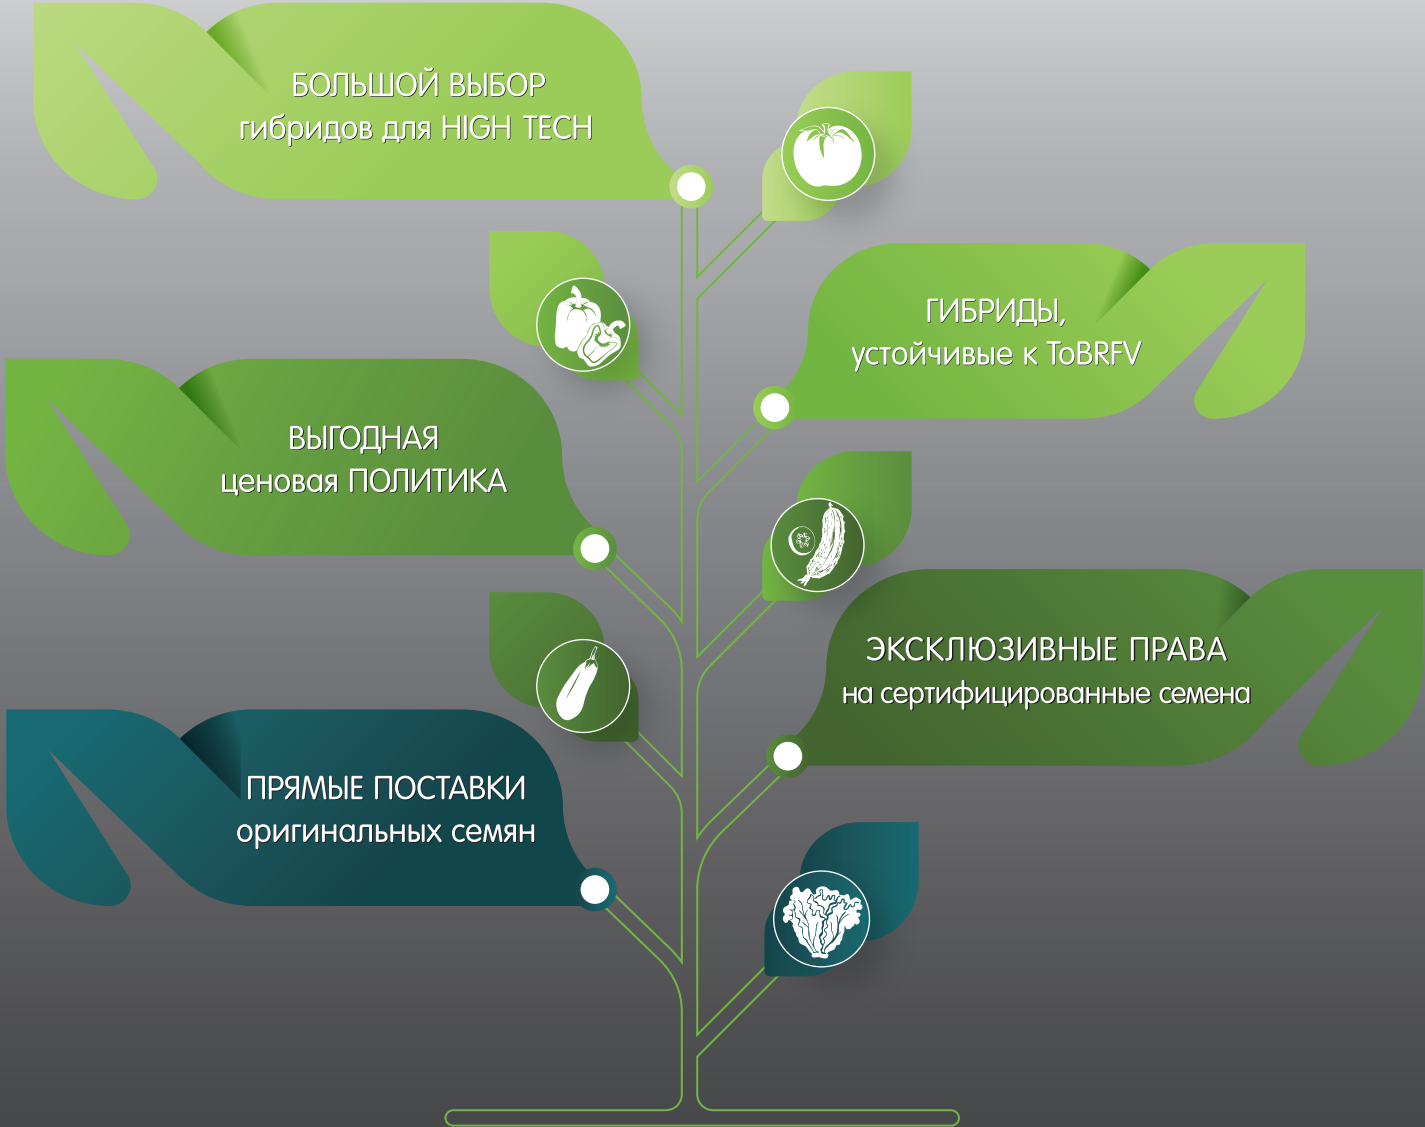 БОЛЬШОЙ ВЫБОР
гибридов для HIGH TECH
ГИБРИДЫ,
устойчивые к ToBRFV
ВЫГОДНАЯ
ценовая ПОЛИТИКА
ЭКСКЛЮЗИВНЫЕ ПРАВА
на сертифицированные семена
ПРЯМЫЕ ПОСТАВКИ
оригинальных семян